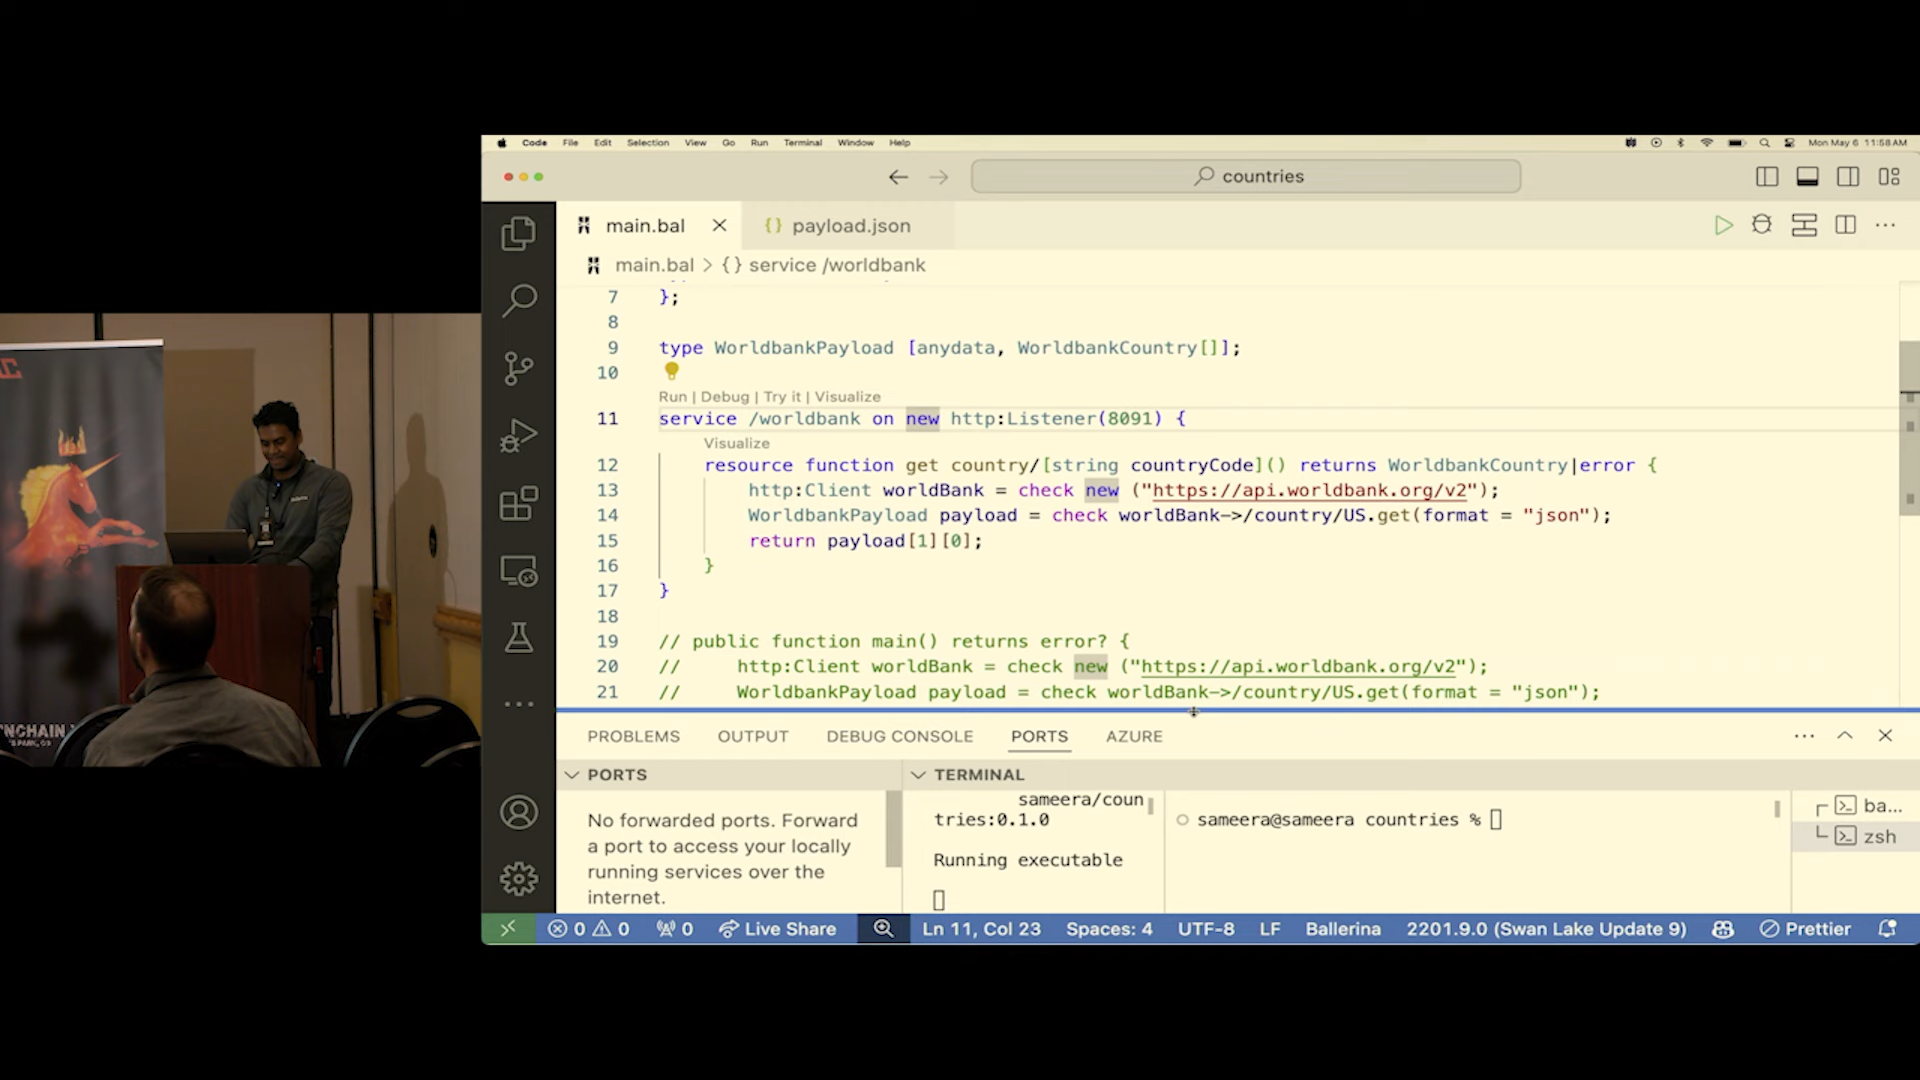 Code File Edit Selection View Go Run Terminal Window Help
Mon May 6 11:58 AM
countries
main.bal
payload.json
main.bal > {} service /worldbank
7 };
8
9 type WorldbankPayload [anydata, WorldbankCountry[]];
10
Run | Debug | Try it | Visualize
11 service /worldbank on new http:Listener(8091) {
Visualize
12 resource function get country/[string countryCode]() returns WorldbankCountry|error {
13 http:Client worldBank = check new ("https://api.worldbank.org/v2");
14 WorldbankPayload payload = check worldBank->/country/US.get(format = "json");
15 return payload[1][0];
16 }
17 }
18
19 // public function main() returns error? {
20 // http:Client worldBank = check new ("https://api.worldbank.org/v2");
21 // WorldbankPayload payload = check worldBank->/country/US.get(format = "json");
PROBLEMS OUTPUT DEBUG CONSOLE PORTS AZURE
PORTS
No forwarded ports. Forward
a port to access your locally
running services over the
internet.
TERMINAL
sameera/coun
tries:0.1.0
Running executable
sameera@sameera countries %
ba...
zsh
0 0 0 Live Share Ln 11, Col 23 Spaces: 4 UTF-8 LF Ballerina 2201.9.0 (Swan Lake Update 9) Prettier